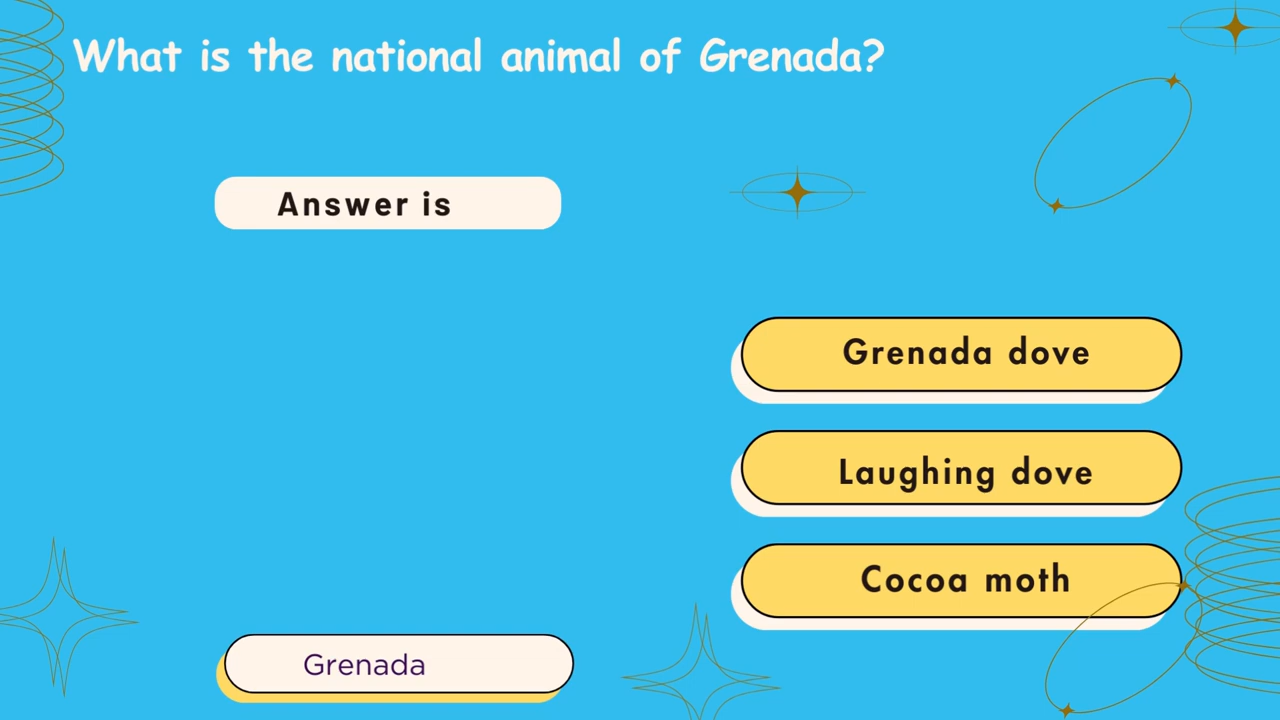 What is the national animal of Grenada?
Answer is
Grenada dove
Laughing dove
Cocoa moth
Grenada